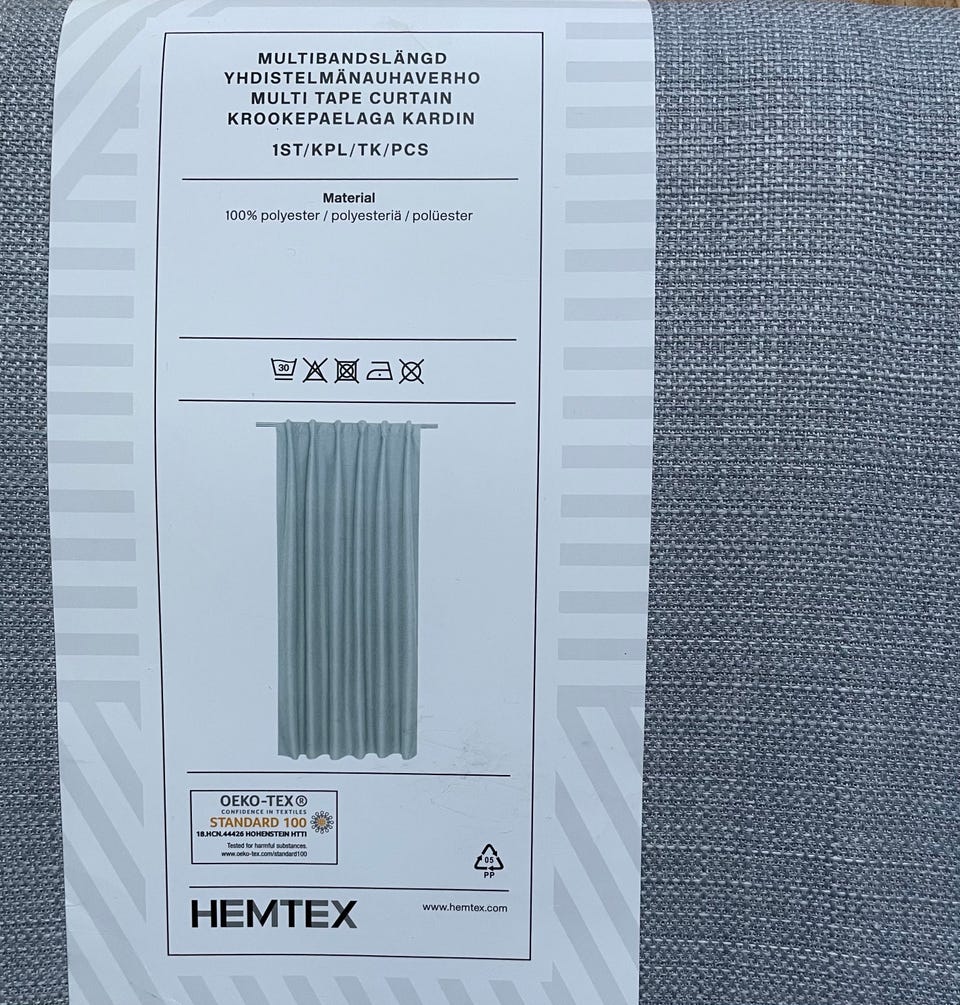 MULTIBANDSLÄNGD
YHDISTELMÄNAUHAVERHO
MULTI TAPE CURTAIN
KROOKEPAELAGA KARDIN
1ST/KPL/TK/PCS
Material
100% polyester / polyesteriä / polüester
30
OEKO-TEX®
CONFIDENCE IN TEXTILES
STANDARD 100
18.HCN.44426 HOHENSTEIN HTTI
Tested for harmful substances.
www.oeko-tex.com/standard100
05
PP
HEMTEX
www.hemtex.com